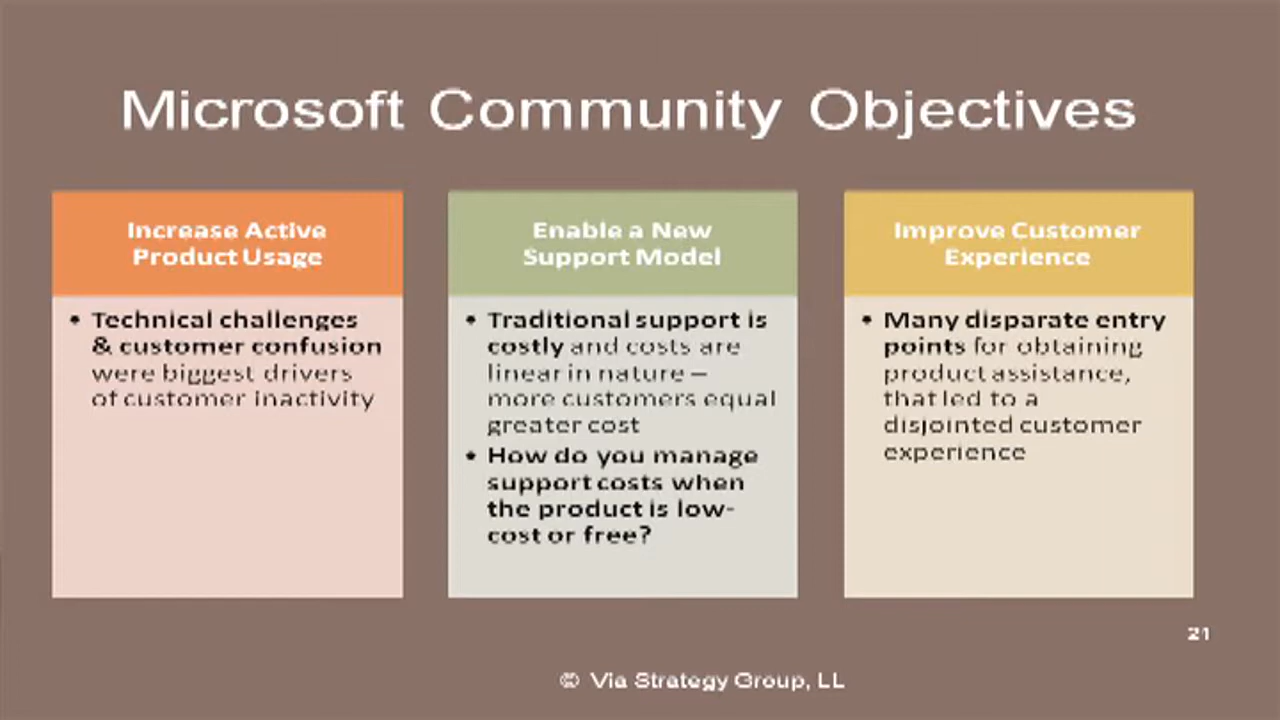 Microsoft Community Objectives
Increase Active
Product Usage
• Technical challenges
& customer confusion
were biggest drivers
of customer inactivity
Enable a New
Support Model
• Traditional support is
costly and costs are
linear in nature –
more customers equal
greater cost
• How do you manage
support costs when
the product is low-
cost or free?
Improve Customer
Experience
• Many disparate entry
points for obtaining
product assistance,
that led to a
disjointed customer
experience
21
© Via Strategy Group, LL